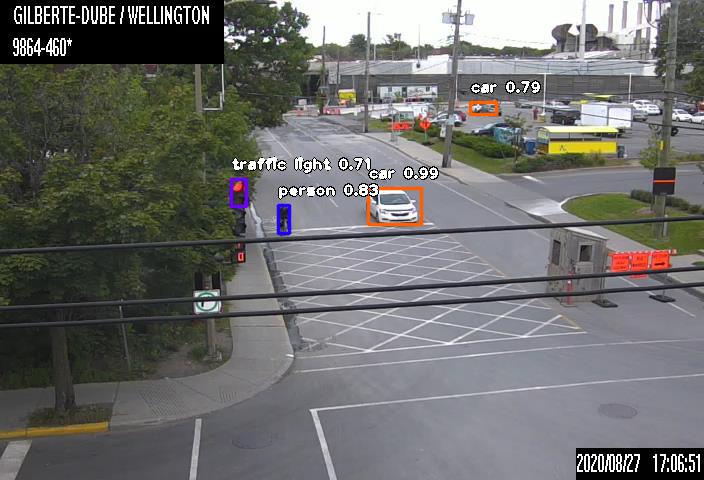 GILBERTE-DUBE / WELLINGTON
9864-460*
car 0.79
traffic light 0.71
car 0.99
person 0.83
2020/08/27 17:06:51